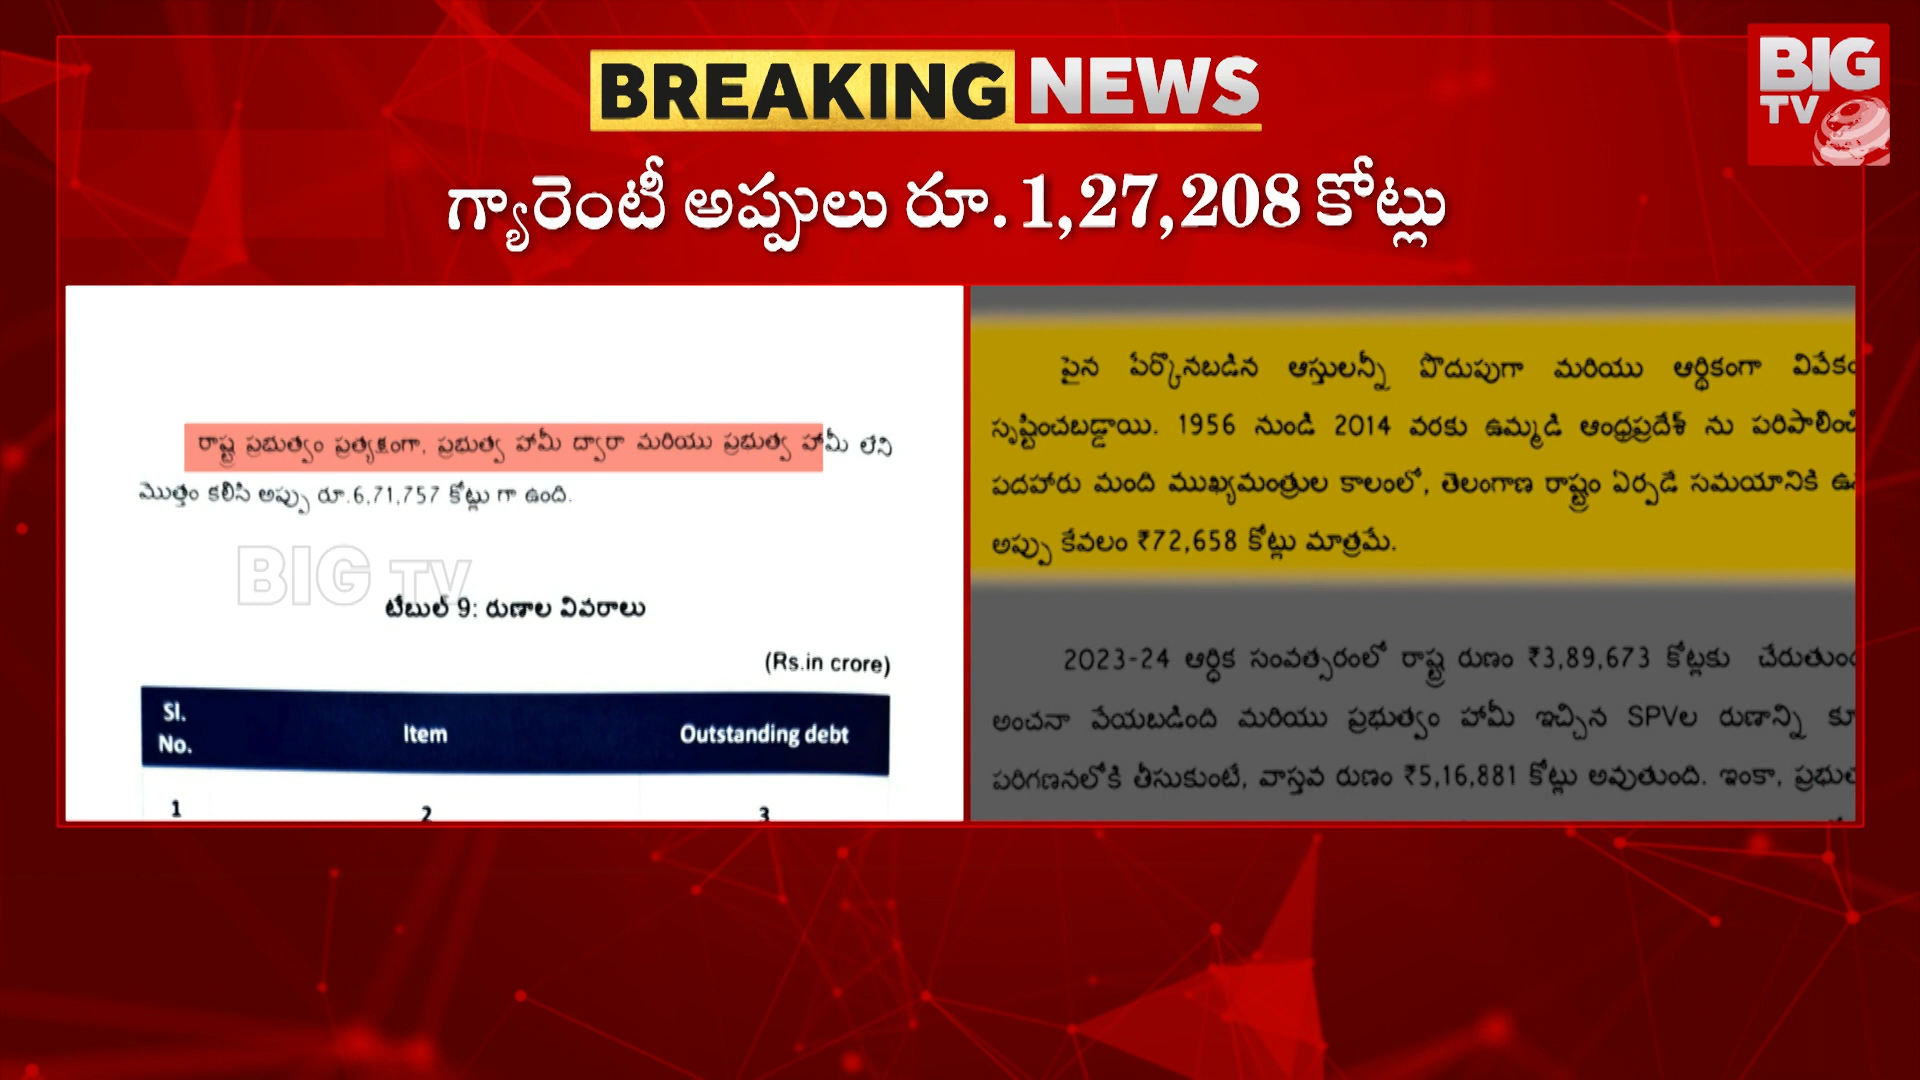 BREAKING NEWS
BIG
TV
గ్యారెంటీ అప్పులు రూ.1,27,208 కోట్లు
రాష్ట్ర ప్రభుత్వం ప్రత్యక్షంగా, ప్రభుత్వ హామీ ద్వారా మరియు ప్రభుత్వ హామీ లేని
మొత్తం కలిసి అప్పు రూ.6,71,757 కోట్లు గా ఉంది.
BIG TV
టేబుల్ 9: రుణాల వివరాలు
(Rs.in crore)
Sl. No. Item Outstanding debt
1 2 3
పైన పేర్కొనబడిన ఆస్తులన్నీ పొదుపుగా మరియు ఆర్థికంగా
సృష్టించబడ్డాయి. 1956 నుండి 2014 వరకు ఉమ్మడి ఆంధ్రప్రదేశ్ ను
పదహారు మంది ముఖ్యమంత్రుల కాలంలో, తెలంగాణ రాష్ట్రం ఏర్పడే సమయానికి
అప్పు కేవలం ₹72,658 కోట్లు మాత్రమే.
2023-24 ఆర్థిక సంవత్సరంలో రాష్ట్ర రుణం ₹3,89,673 కోట్లకు
అంచనా వేయబడింది మరియు ప్రభుత్వం హామీ ఇచ్చిన SPVల రుణాన్ని
పరిగణనలోకి తీసుకుంటే, వాస్తవ రుణం ₹5,16,881 కోట్లు అవుతుంది. ఇంకా,